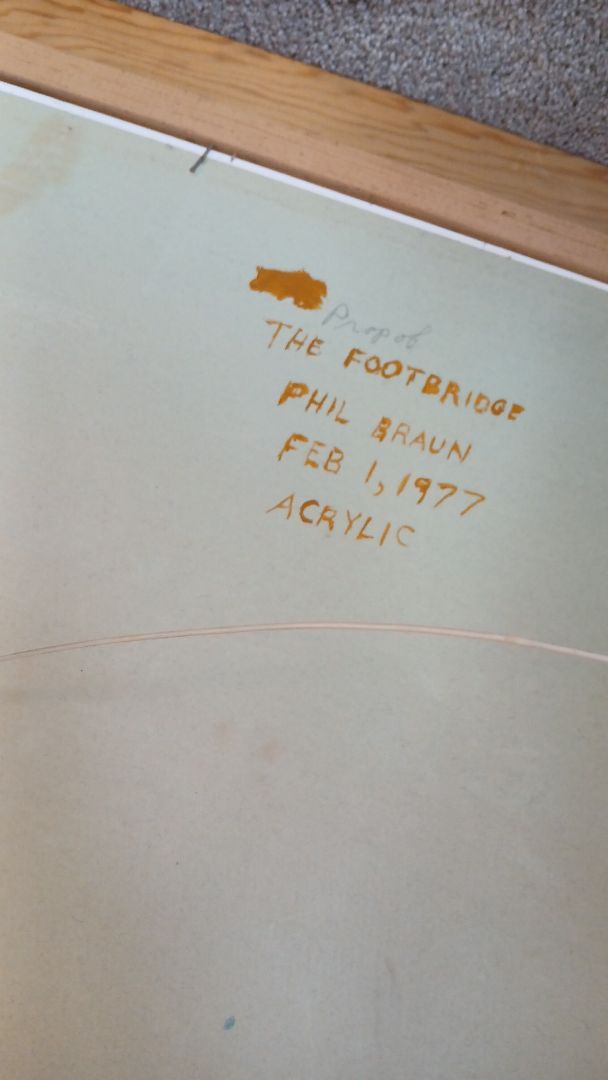 Prop of
THE FOOTBRIDGE
PHIL BRAUN
FEB 1, 1977
ACRYLIC